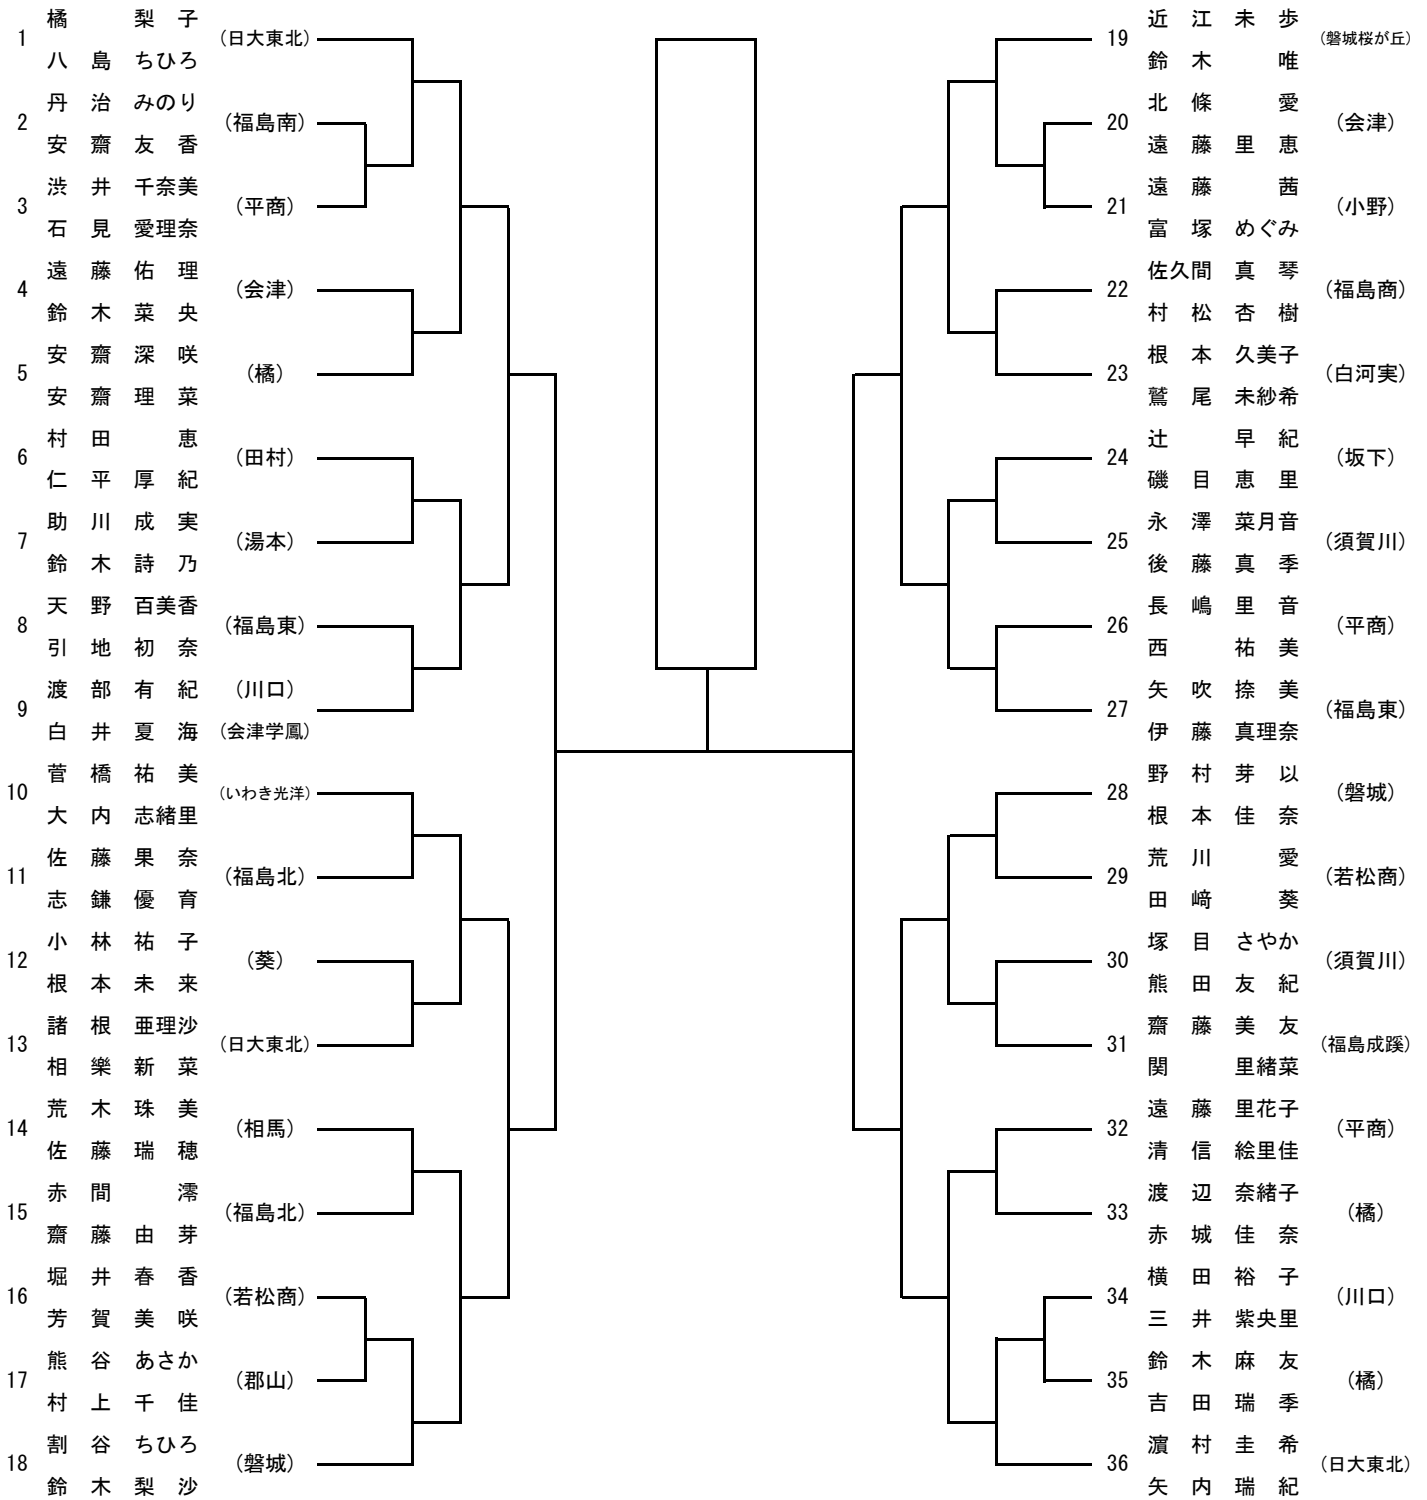 橘 梨子
1 (日大東北)
八島 ちひろ
丹治 みのり
2 (福島南)
安齋 友香
渋井 千奈美
3 (平商)
石見 愛理奈
遠藤 佑理
4 (会津)
鈴木 菜央
安齋 深咲
5 (橘)
安齋 理菜
村田 恵
6 (田村)
仁平 厚紀
助川 成実
7 (湯本)
鈴木 詩乃
天野 百美香
8 (福島東)
引地 初奈
渡部 有紀 (川口)
9
白井 夏海 (会津学鳳)
菅橋 祐美
10 (いわき光洋)
大内 志緒里
佐藤 果奈
11 (福島北)
志鎌 優育
小林 祐子
12 (葵)
根本 未来
諸根 亜理沙
13 (日大東北)
相樂 新菜
荒木 珠美
14 (相馬)
佐藤 瑞穂
赤間 澪
15 (福島北)
齋藤 由芽
堀井 春香
16 (若松商)
芳賀 美咲
熊谷 あさか
17 (郡山)
村上 千佳
割谷 ちひろ
18 (磐城)
鈴木 梨沙
近江 未歩
19 (磐城桜が丘)
鈴木 唯
北條 愛
20 (会津)
遠藤 里恵
遠藤 茜
21 (小野)
富塚 めぐみ
佐久間 真琴
22 (福島商)
村松 杏樹
根本 久美子
23 (白河実)
鷲尾 未紗希
辻 早紀
24 (坂下)
磯目 恵里
永澤 菜月音
25 (須賀川)
後藤 真季
長嶋 里音
26 (平商)
西 祐美
矢吹 捺美
27 (福島東)
伊藤 真理奈
野村 芽以
28 (磐城)
根本 佳奈
荒川 愛
29 (若松商)
田﨑 葵
塚目 さやか
30 (須賀川)
熊田 友紀
齋藤 美友
31 (福島成蹊)
関 里緒菜
遠藤 里花子
32 (平商)
清信 絵里佳
渡辺 奈緒子
33 (橘)
赤城 佳奈
横田 裕子
34 (川口)
三井 紫央里
鈴木 麻友
35 (橘)
吉田 瑞季
濵村 圭希
36 (日大東北)
矢内 瑞紀